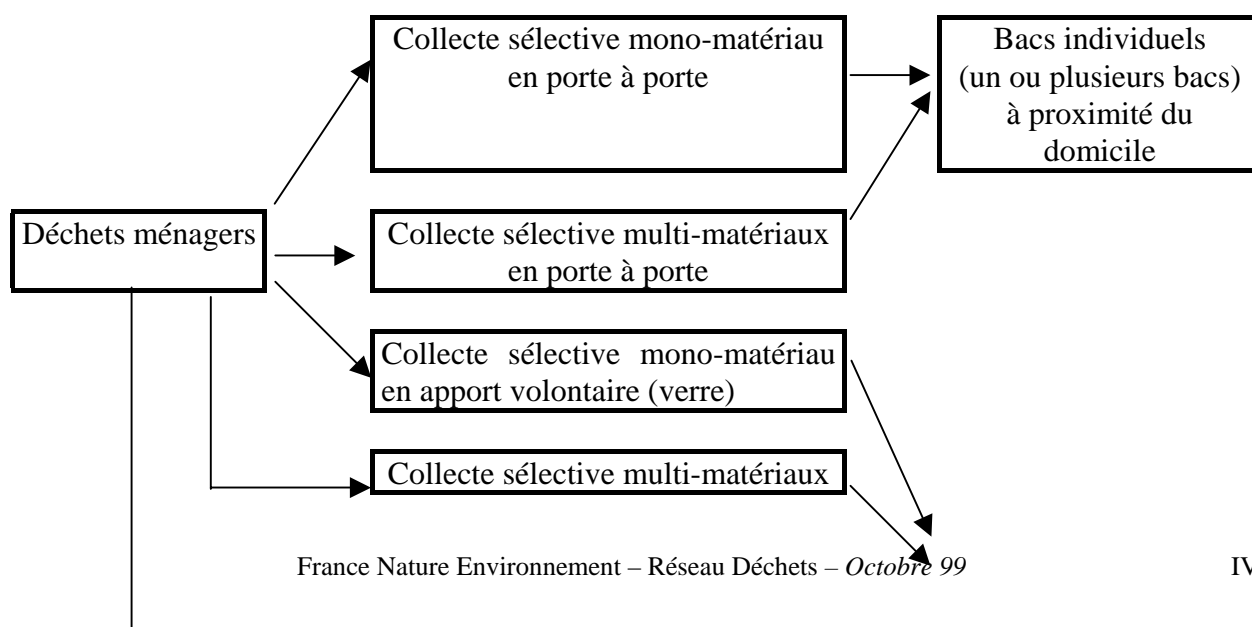 Collecte sélective mono-matériau
en porte à porte
Bacs individuels
(un ou plusieurs bacs)
à proximité du
domicile
Déchets ménagers
Collecte sélective multi-matériaux
en porte à porte
Collecte sélective mono-matériau
en apport volontaire (verre)
Collecte sélective multi-matériaux
France Nature Environnement – Réseau Déchets – Octobre 99
IV